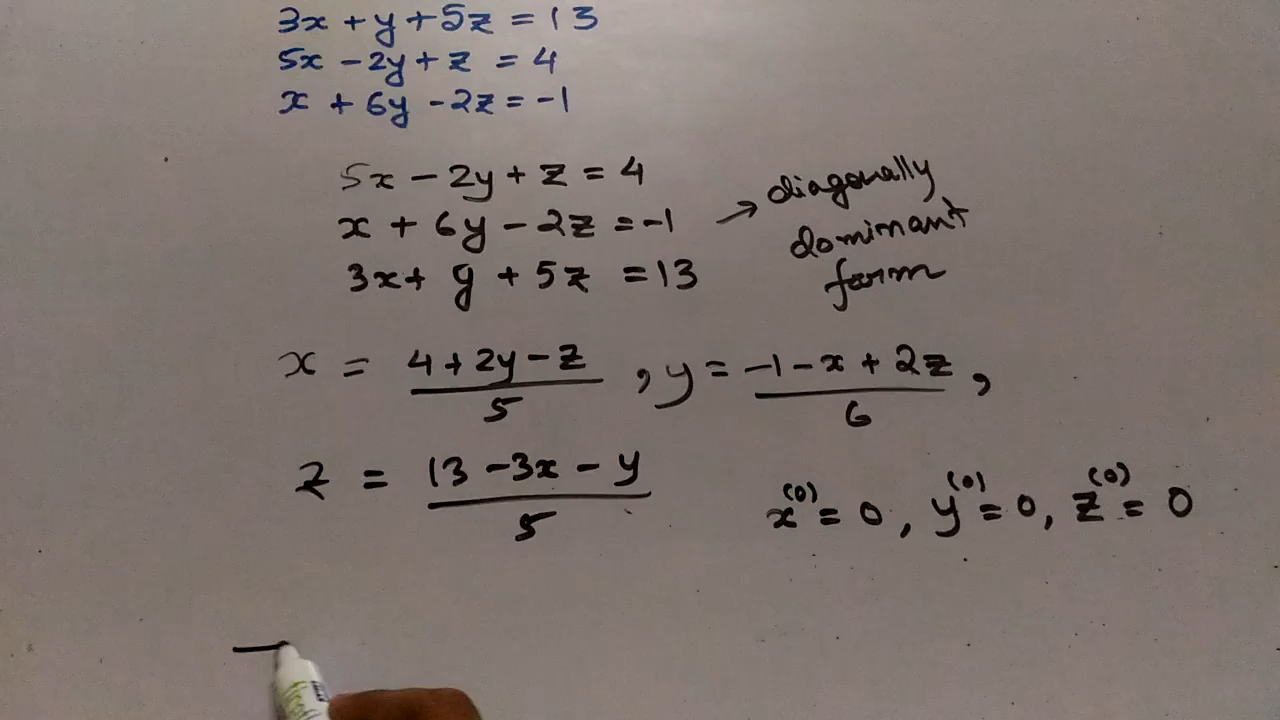 3x + y + 5z = 13
5x - 2y + z = 4
x + 6y - 2z = -1
5x - 2y + z = 4
x + 6y - 2z = -1
3x + y + 5z = 13
→ diagonally
dominant
form
x = (4 + 2y - z)/5 , y = (-1 - x + 2z)/6 ,
z = (13 - 3x - y)/5
x⁽⁰⁾ = 0 , y⁽⁰⁾ = 0, z⁽⁰⁾ = 0